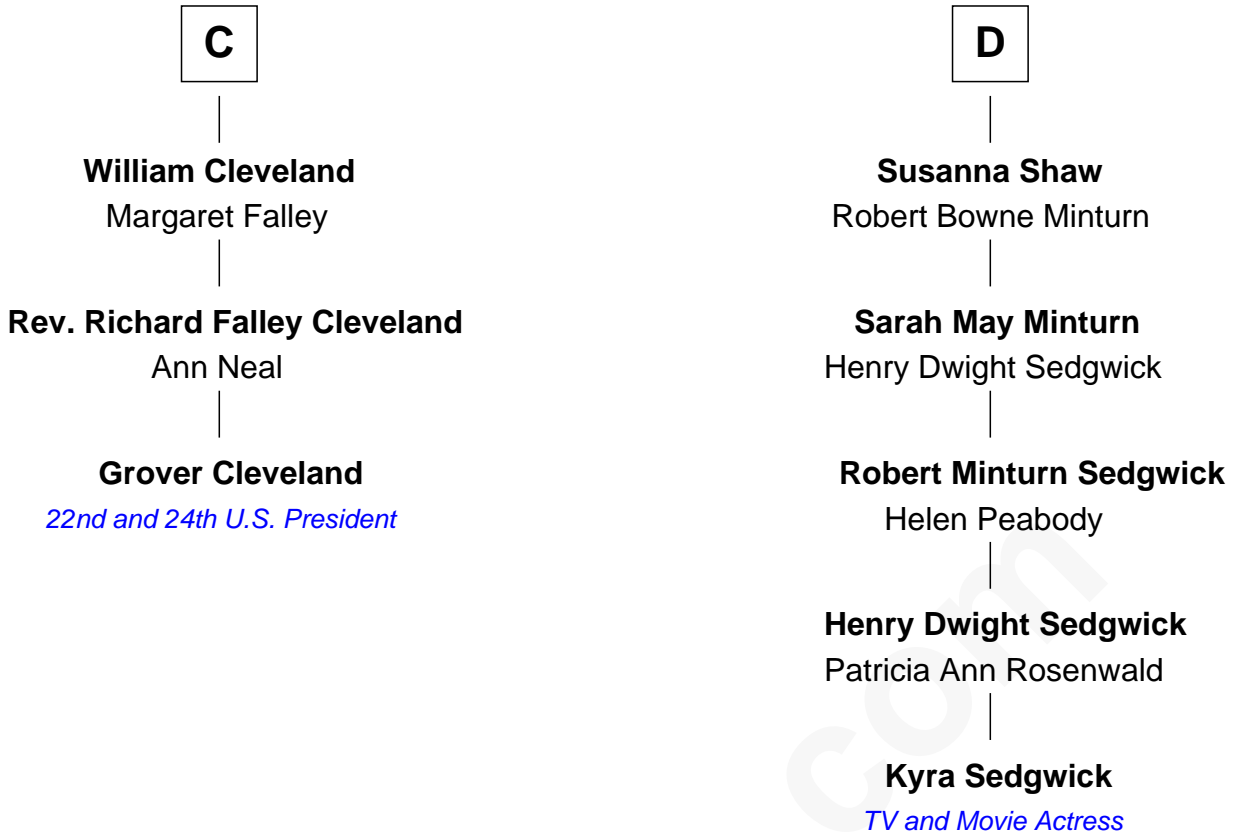 C
William Cleveland
Margaret Falley
Rev. Richard Falley Cleveland
Ann Neal
Grover Cleveland
22nd and 24th U.S. President
D
Susanna Shaw
Robert Bowne Minturn
Sarah May Minturn
Henry Dwight Sedgwick
Robert Minturn Sedgwick
Helen Peabody
Henry Dwight Sedgwick
Patricia Ann Rosenwald
Kyra Sedgwick
TV and Movie Actress
com